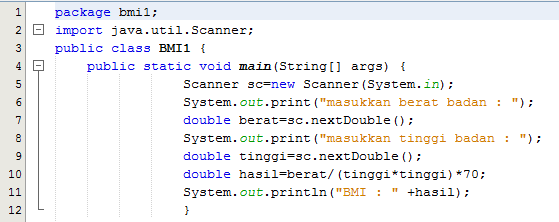 1 package bmi1;
2 import java.util.Scanner;
3 public class BMI1 {
4 public static void main(String[] args) {
5 Scanner sc=new Scanner(System.in);
6 System.out.print("masukkan berat badan : ");
7 double berat=sc.nextDouble();
8 System.out.print("masukkan tinggi badan : ");
9 double tinggi=sc.nextDouble();
10 double hasil=berat/(tinggi*tinggi)*70;
11 System.out.println("BMI : " +hasil);
12 }